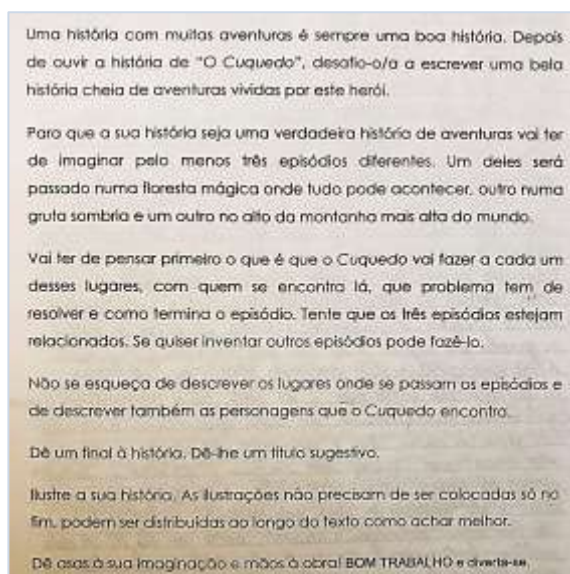 Uma história com muitas aventuras é sempre uma boa história. Depois
de ouvir a história de "O Cuquedo", desafio-o/a a escrever uma bela
história cheia de aventuras vividas por este herói.
Para que a sua história seja uma verdadeira história de aventuras vai ter
de imaginar pelo menos três episódios diferentes. Um deles será
passado numa floresta mágica onde tudo pode acontecer, outro numa
gruta sombria e um outro no alto da montanha mais alta do mundo.
Vai ter de pensar primeiro o que é que o Cuquedo vai fazer a cada um
desses lugares, com quem se encontra lá, que problema tem de
resolver e como termina o episódio. Tente que os três episódios estejam
relacionados. Se quiser inventar outros episódios pode fazê-lo.
Não se esqueça de descrever os lugares onde se passam os episódios e
de descrever também as personagens que o Cuquedo encontra.
Dê um final à história. Dê-lhe um título sugestivo.
Ilustre a sua história. As ilustrações não precisam de ser colocadas só no
fim, podem ser distribuídas ao longo do texto como achar melhor.
Dê asas à sua imaginação e mãos à obra! BOM TRABALHO e divirta-se.